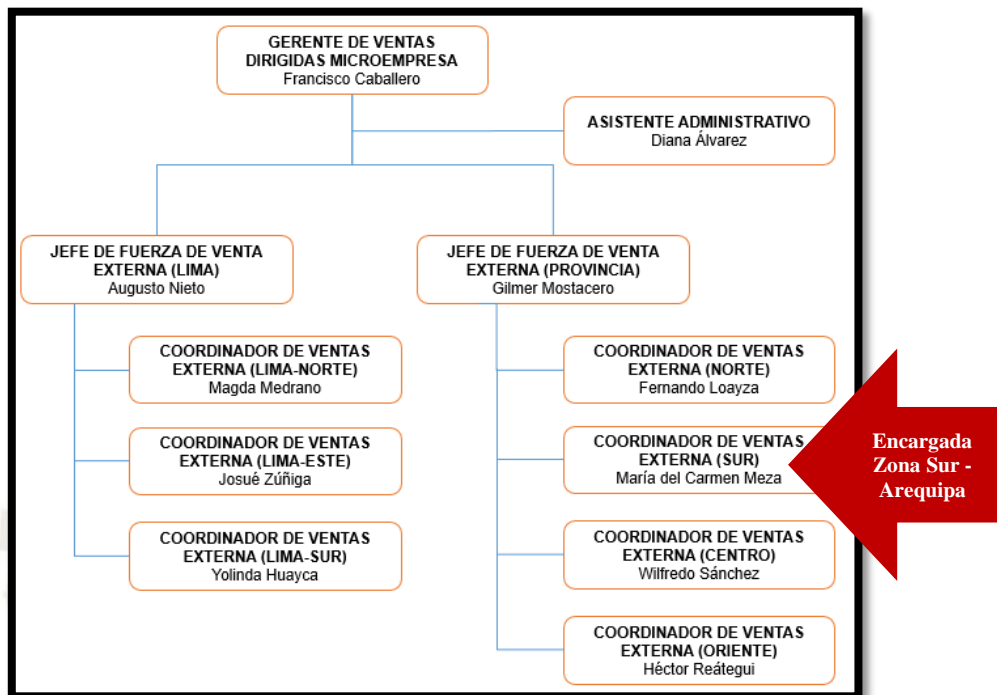 GERENTE DE VENTAS
DIRIGIDAS MICROEMPRESA
Francisco Caballero
ASISTENTE ADMINISTRATIVO
Diana Álvarez
JEFE DE FUERZA DE VENTA
EXTERNA (LIMA)
Augusto Nieto
JEFE DE FUERZA DE VENTA
EXTERNA (PROVINCIA)
Gilmer Mostacero
COORDINADOR DE VENTAS
EXTERNA (LIMA-NORTE)
Magda Medrano
COORDINADOR DE VENTAS
EXTERNA (LIMA-ESTE)
Josué Zúñiga
COORDINADOR DE VENTAS
EXTERNA (LIMA-SUR)
Yolinda Huayca
COORDINADOR DE VENTAS
EXTERNA (NORTE)
Fernando Loayza
COORDINADOR DE VENTAS
EXTERNA (SUR)
María del Carmen Meza
COORDINADOR DE VENTAS
EXTERNA (CENTRO)
Wilfredo Sánchez
COORDINADOR DE VENTAS
EXTERNA (ORIENTE)
Héctor Reátegui
Encargada
Zona Sur -
Arequipa